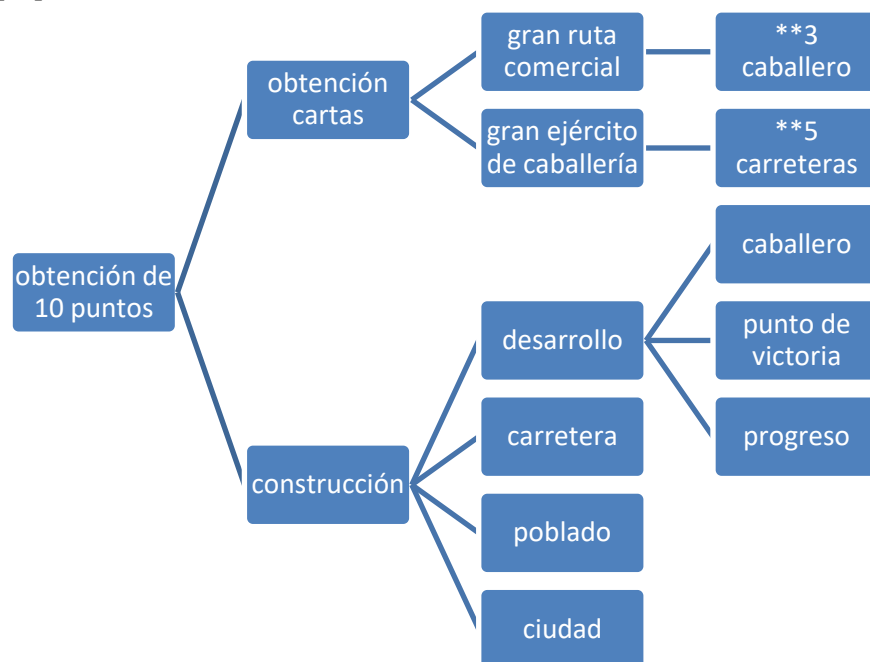 gran ruta
comercial
**3
caballero
obtención
cartas
gran ejército
de caballería
**5
carreteras
obtención de
10 puntos
caballero
desarrollo
punto de
victoria
carretera
progreso
construcción
poblado
ciudad